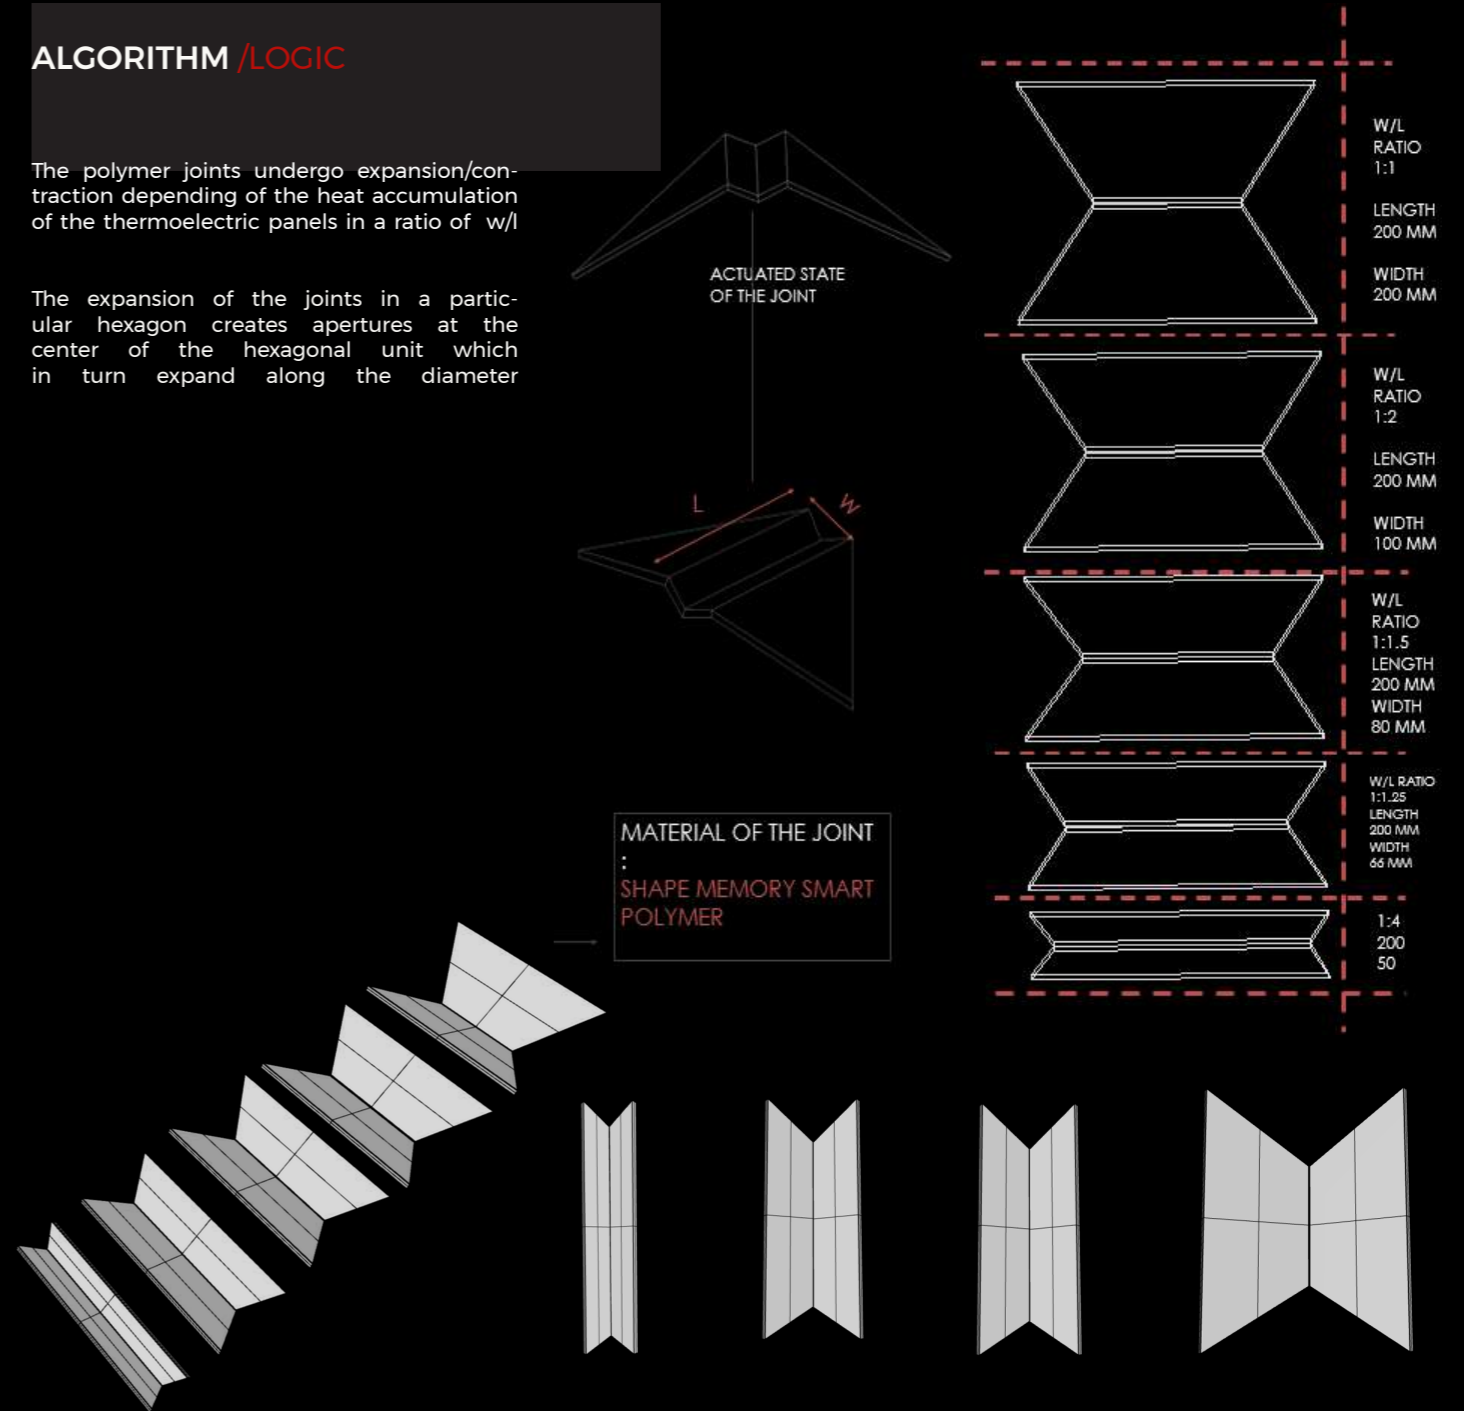 ALGORITHM /LOGIC
The polymer joints undergo expansion/con-
traction depending of the heat accumulation
of the thermoelectric panels in a ratio of w/l
The expansion of the joints in a partic-
ular hexagon creates apertures at the
center of the hexagonal unit which
in turn expand along the diameter
ACTUATED STATE
OF THE JOINT
L
W
MATERIAL OF THE JOINT
:
SHAPE MEMORY SMART
POLYMER
W/L
RATIO
1:1
LENGTH
200 MM
WIDTH
200 MM
W/L
RATIO
1:2
LENGTH
200 MM
WIDTH
100 MM
W/L
RATIO
1:1.5
LENGTH
200 MM
WIDTH
80 MM
W/L RATIO
1:1.25
LENGTH
200 MM
WIDTH
66 MM
1:4
200
50